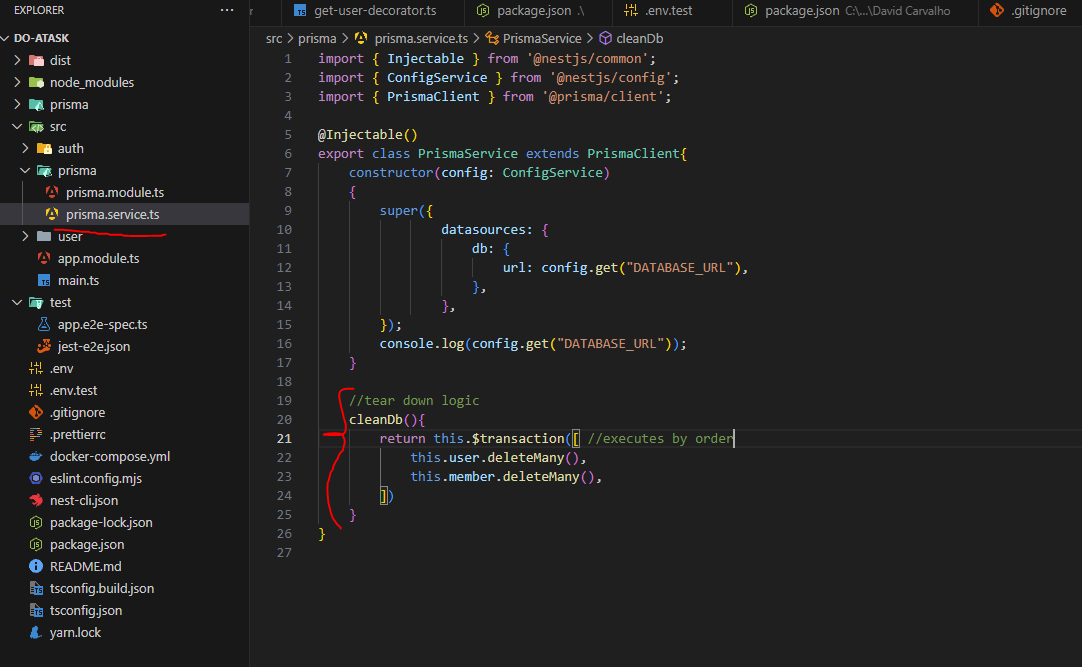 EXPLORER
···
get-user-decorator.ts
package.json .\
.env.test
package.json C:\...\David Carvalho
.gitignore
DO-ATASK
dist
node_modules
prisma
src
auth
prisma
prisma.module.ts
prisma.service.ts
user
app.module.ts
main.ts
test
app.e2e-spec.ts
jest-e2e.json
.env
.env.test
.gitignore
.prettierrc
docker-compose.yml
eslint.config.mjs
nest-cli.json
package-lock.json
package.json
README.md
tsconfig.build.json
tsconfig.json
yarn.lock
src > prisma > prisma.service.ts > PrismaService > cleanDb
1 import { Injectable } from '@nestjs/common';
2 import { ConfigService } from '@nestjs/config';
3 import { PrismaClient } from '@prisma/client';
4
5 @Injectable()
6 export class PrismaService extends PrismaClient{
7 constructor(config: ConfigService)
8 {
9 super({
10 datasources: {
11 db: {
12 url: config.get("DATABASE_URL"),
13 },
14 },
15 });
16 console.log(config.get("DATABASE_URL"));
17 }
18
19 //tear down logic
20 cleanDb(){
21 return this.$transaction([ //executes by order
22 this.user.deleteMany(),
23 this.member.deleteMany(),
24 ])
25 }
26 }
27